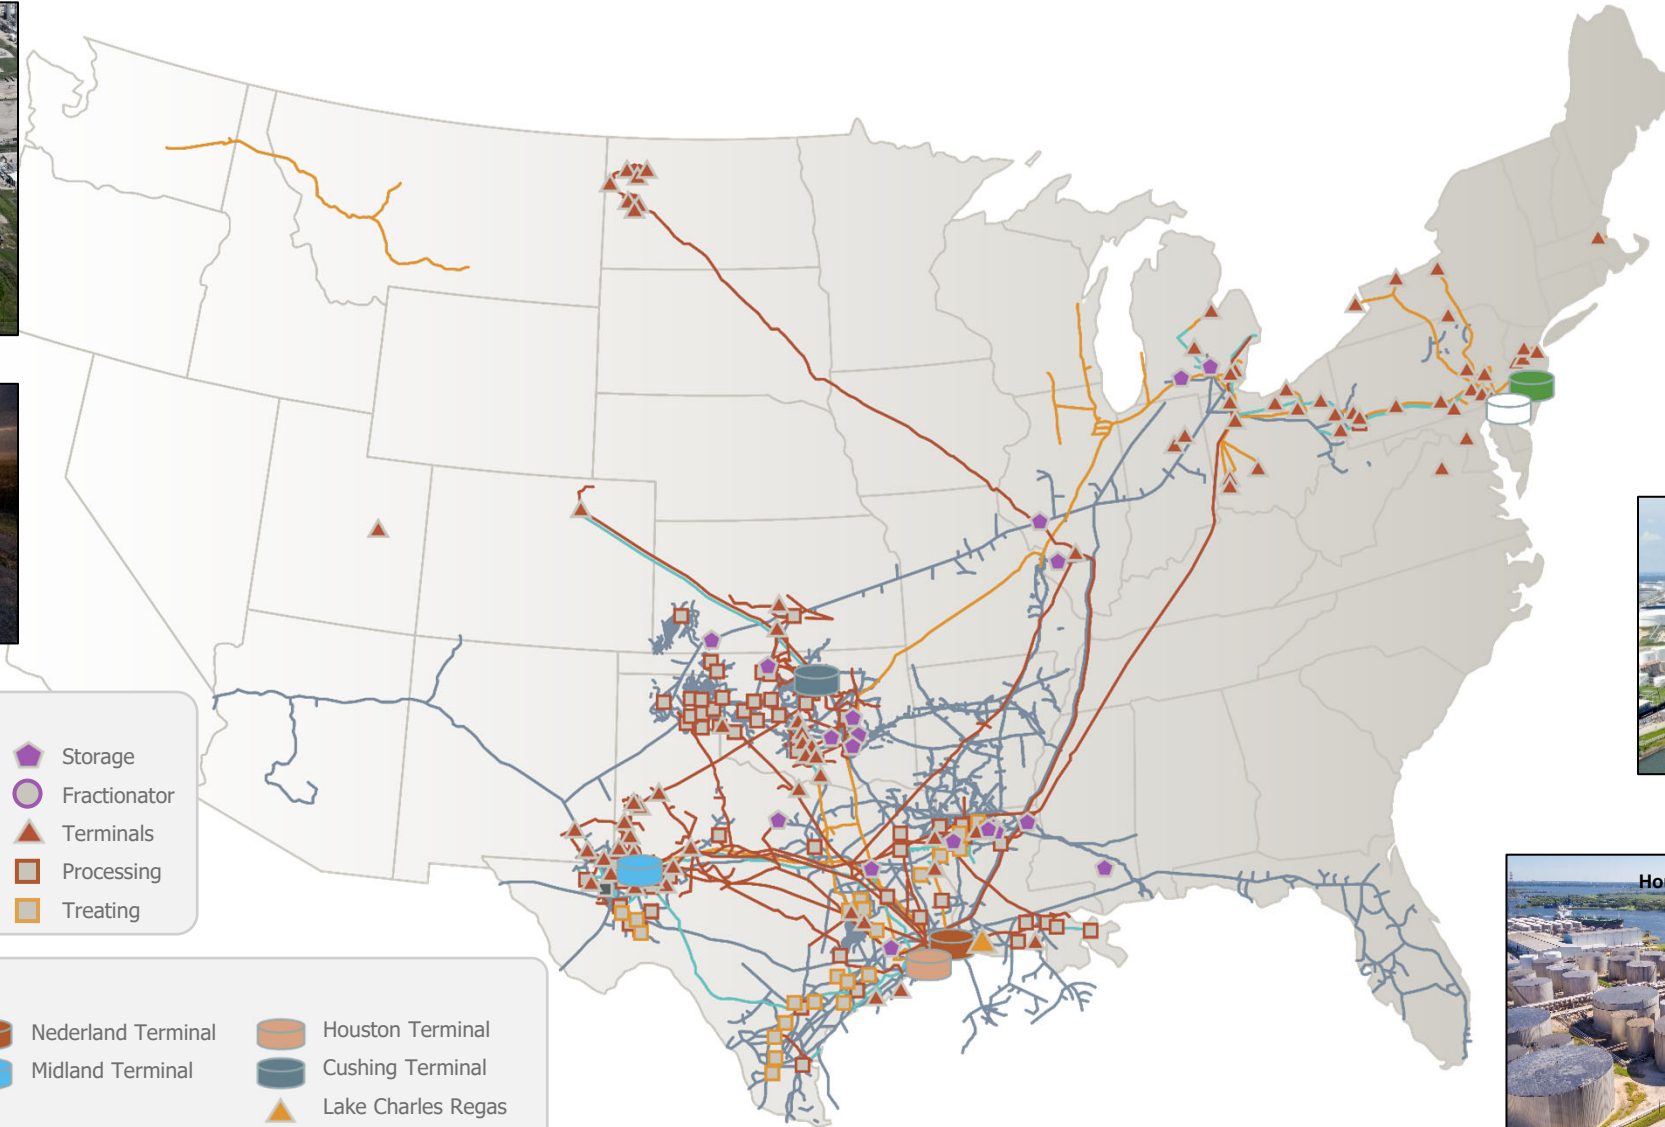 Storage
Fractionator
Terminals
Processing
Treating
Nederland Terminal
Midland Terminal
Houston Terminal
Cushing Terminal
Lake Charles Regas